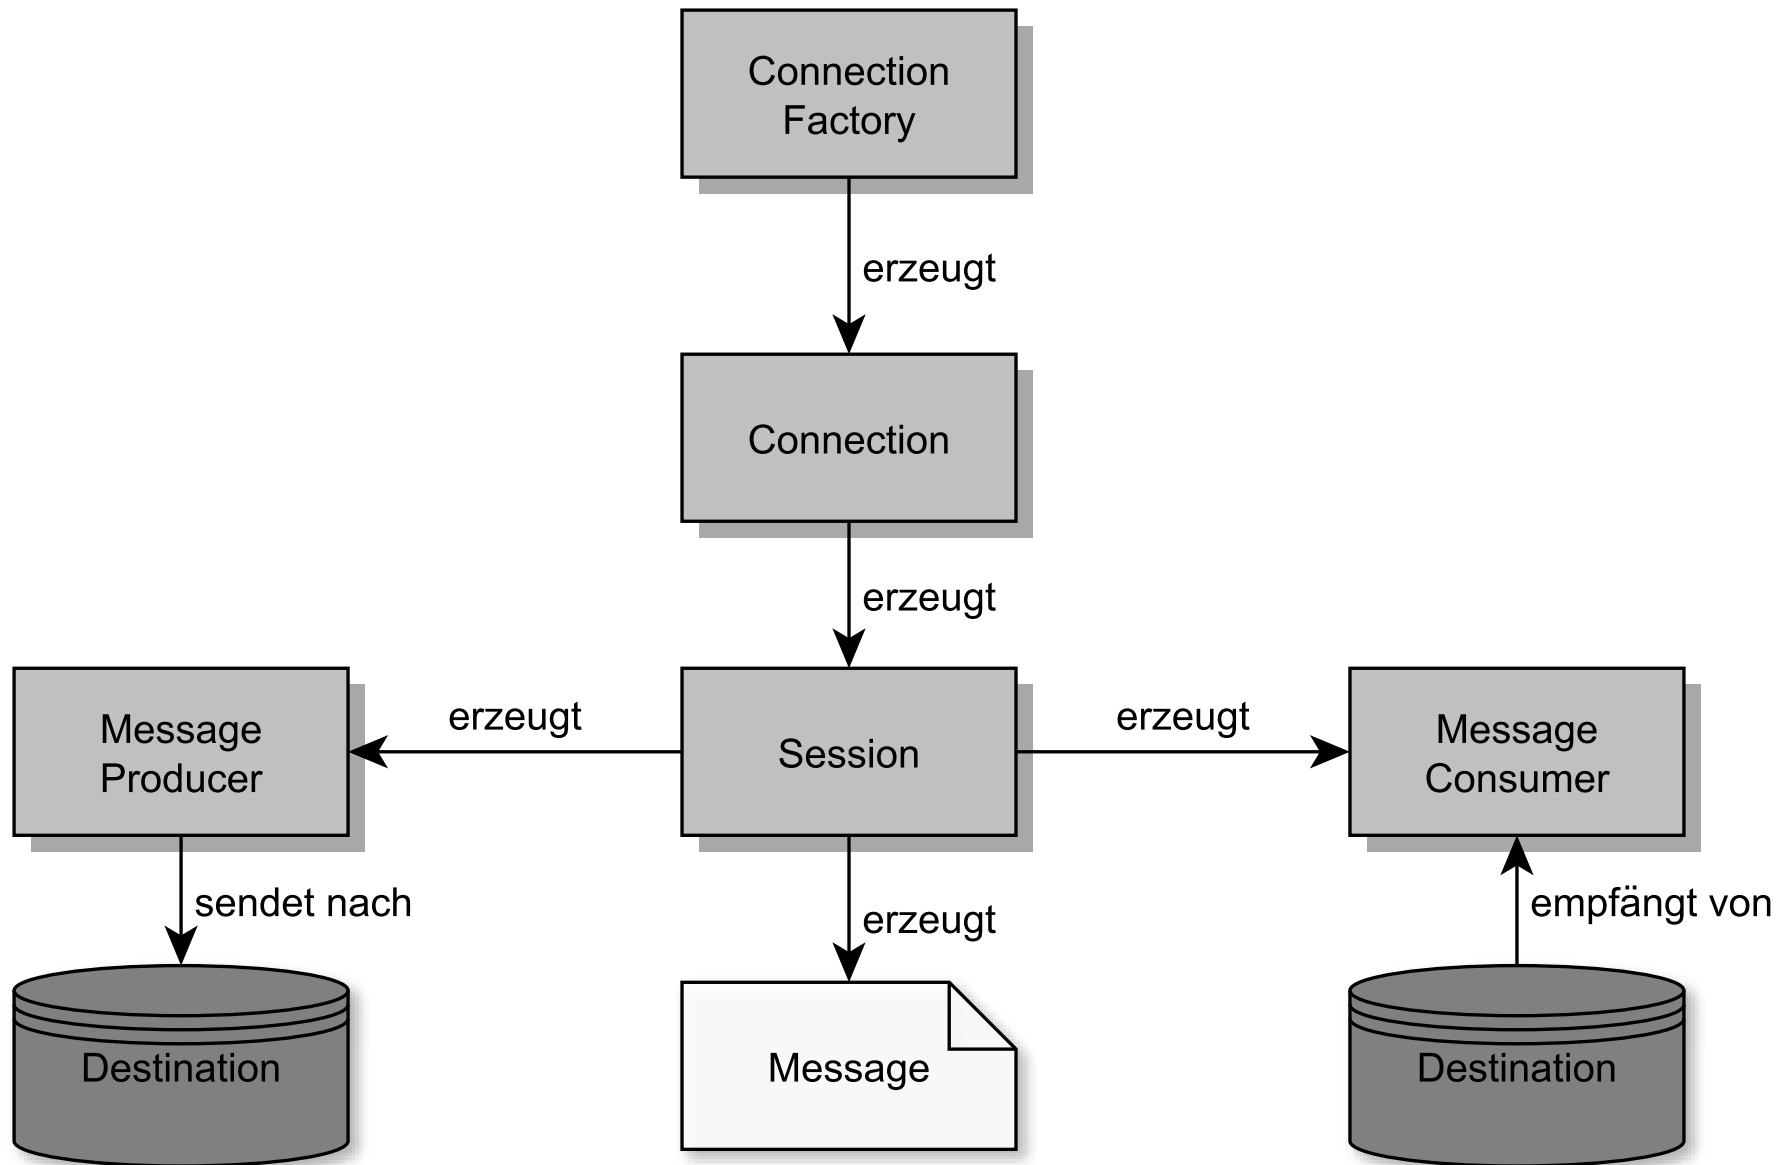 Connection
Factory
erzeugt
Connection
erzeugt
Message
Producer
erzeugt
Session
erzeugt
Message
Consumer
sendet nach
erzeugt
empfängt von
Destination
Message
Destination